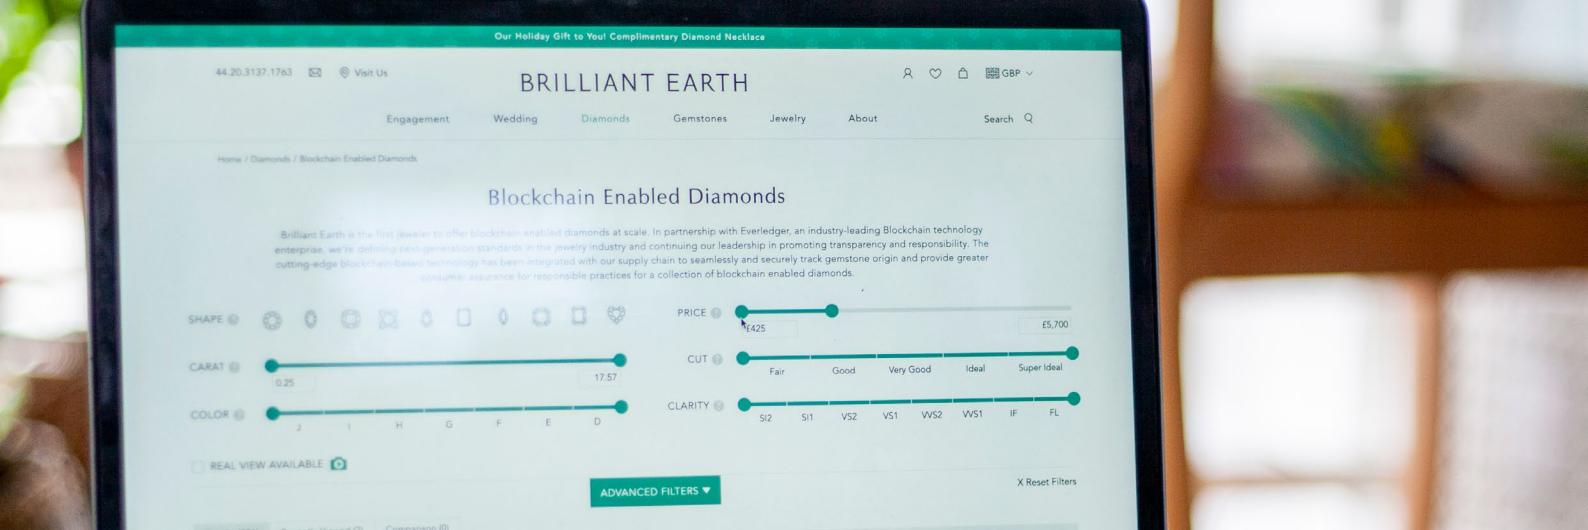 Our Holiday Gift to You! Complimentary Diamond Necklace
44.20.3137.1763 Visit Us
BRILLIANT EARTH
GBP
Engagement Wedding Diamonds Gemstones Jewelry About Search
Home / Diamonds / Blockchain Enabled Diamonds
Blockchain Enabled Diamonds
Brilliant Earth is the first jeweler to offer blockchain enabled diamonds at scale. In partnership with Everledger, an industry-leading Blockchain technology
enterprise, we're defining next-generation standards in the jewelry industry and continuing our leadership in promoting transparency and responsibility. The
cutting-edge blockchain-based technology has been integrated with our supply chain to seamlessly and securely track gemstone origin and provide greater
consumer assurance for responsible practices for a collection of blockchain enabled diamonds.
SHAPE ?
PRICE ?
£425 £5,700
CARAT ?
0.25 17.57
CUT ?
Fair Good Very Good Ideal Super Ideal
COLOR ?
J I H G F E D
CLARITY ?
SI2 SI1 VS2 VS1 VVS2 VVS1 IF FL
REAL VIEW AVAILABLE
ADVANCED FILTERS ▼
X Reset Filters
Comparison (0)